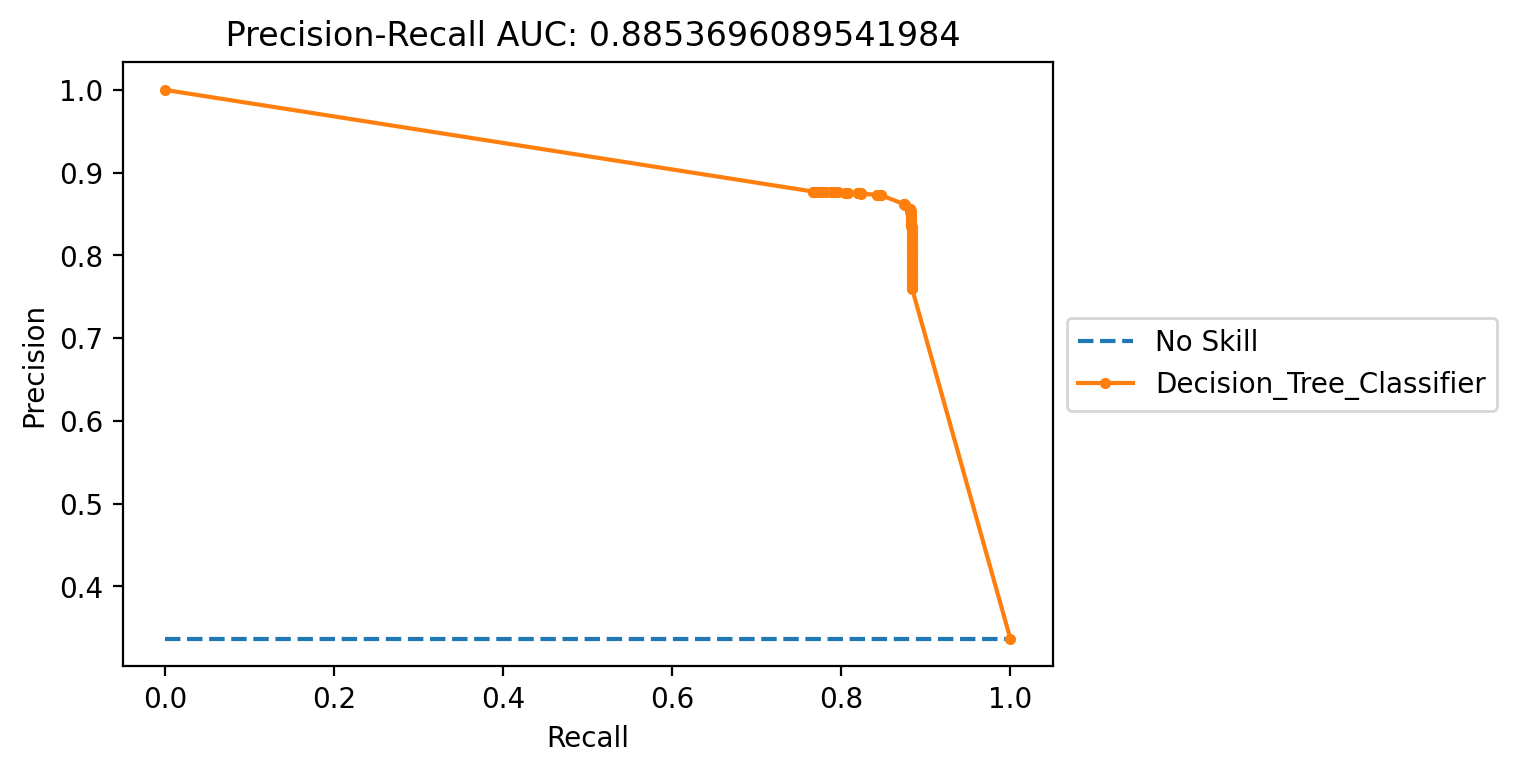 Precision-Recall AUC: 0.8853696089541984
1.0
0.9
0.8
0.7
0.6
0.5
0.4
Precision
0.0 0.2 0.4 0.6 0.8 1.0
Recall
No Skill
Decision_Tree_Classifier